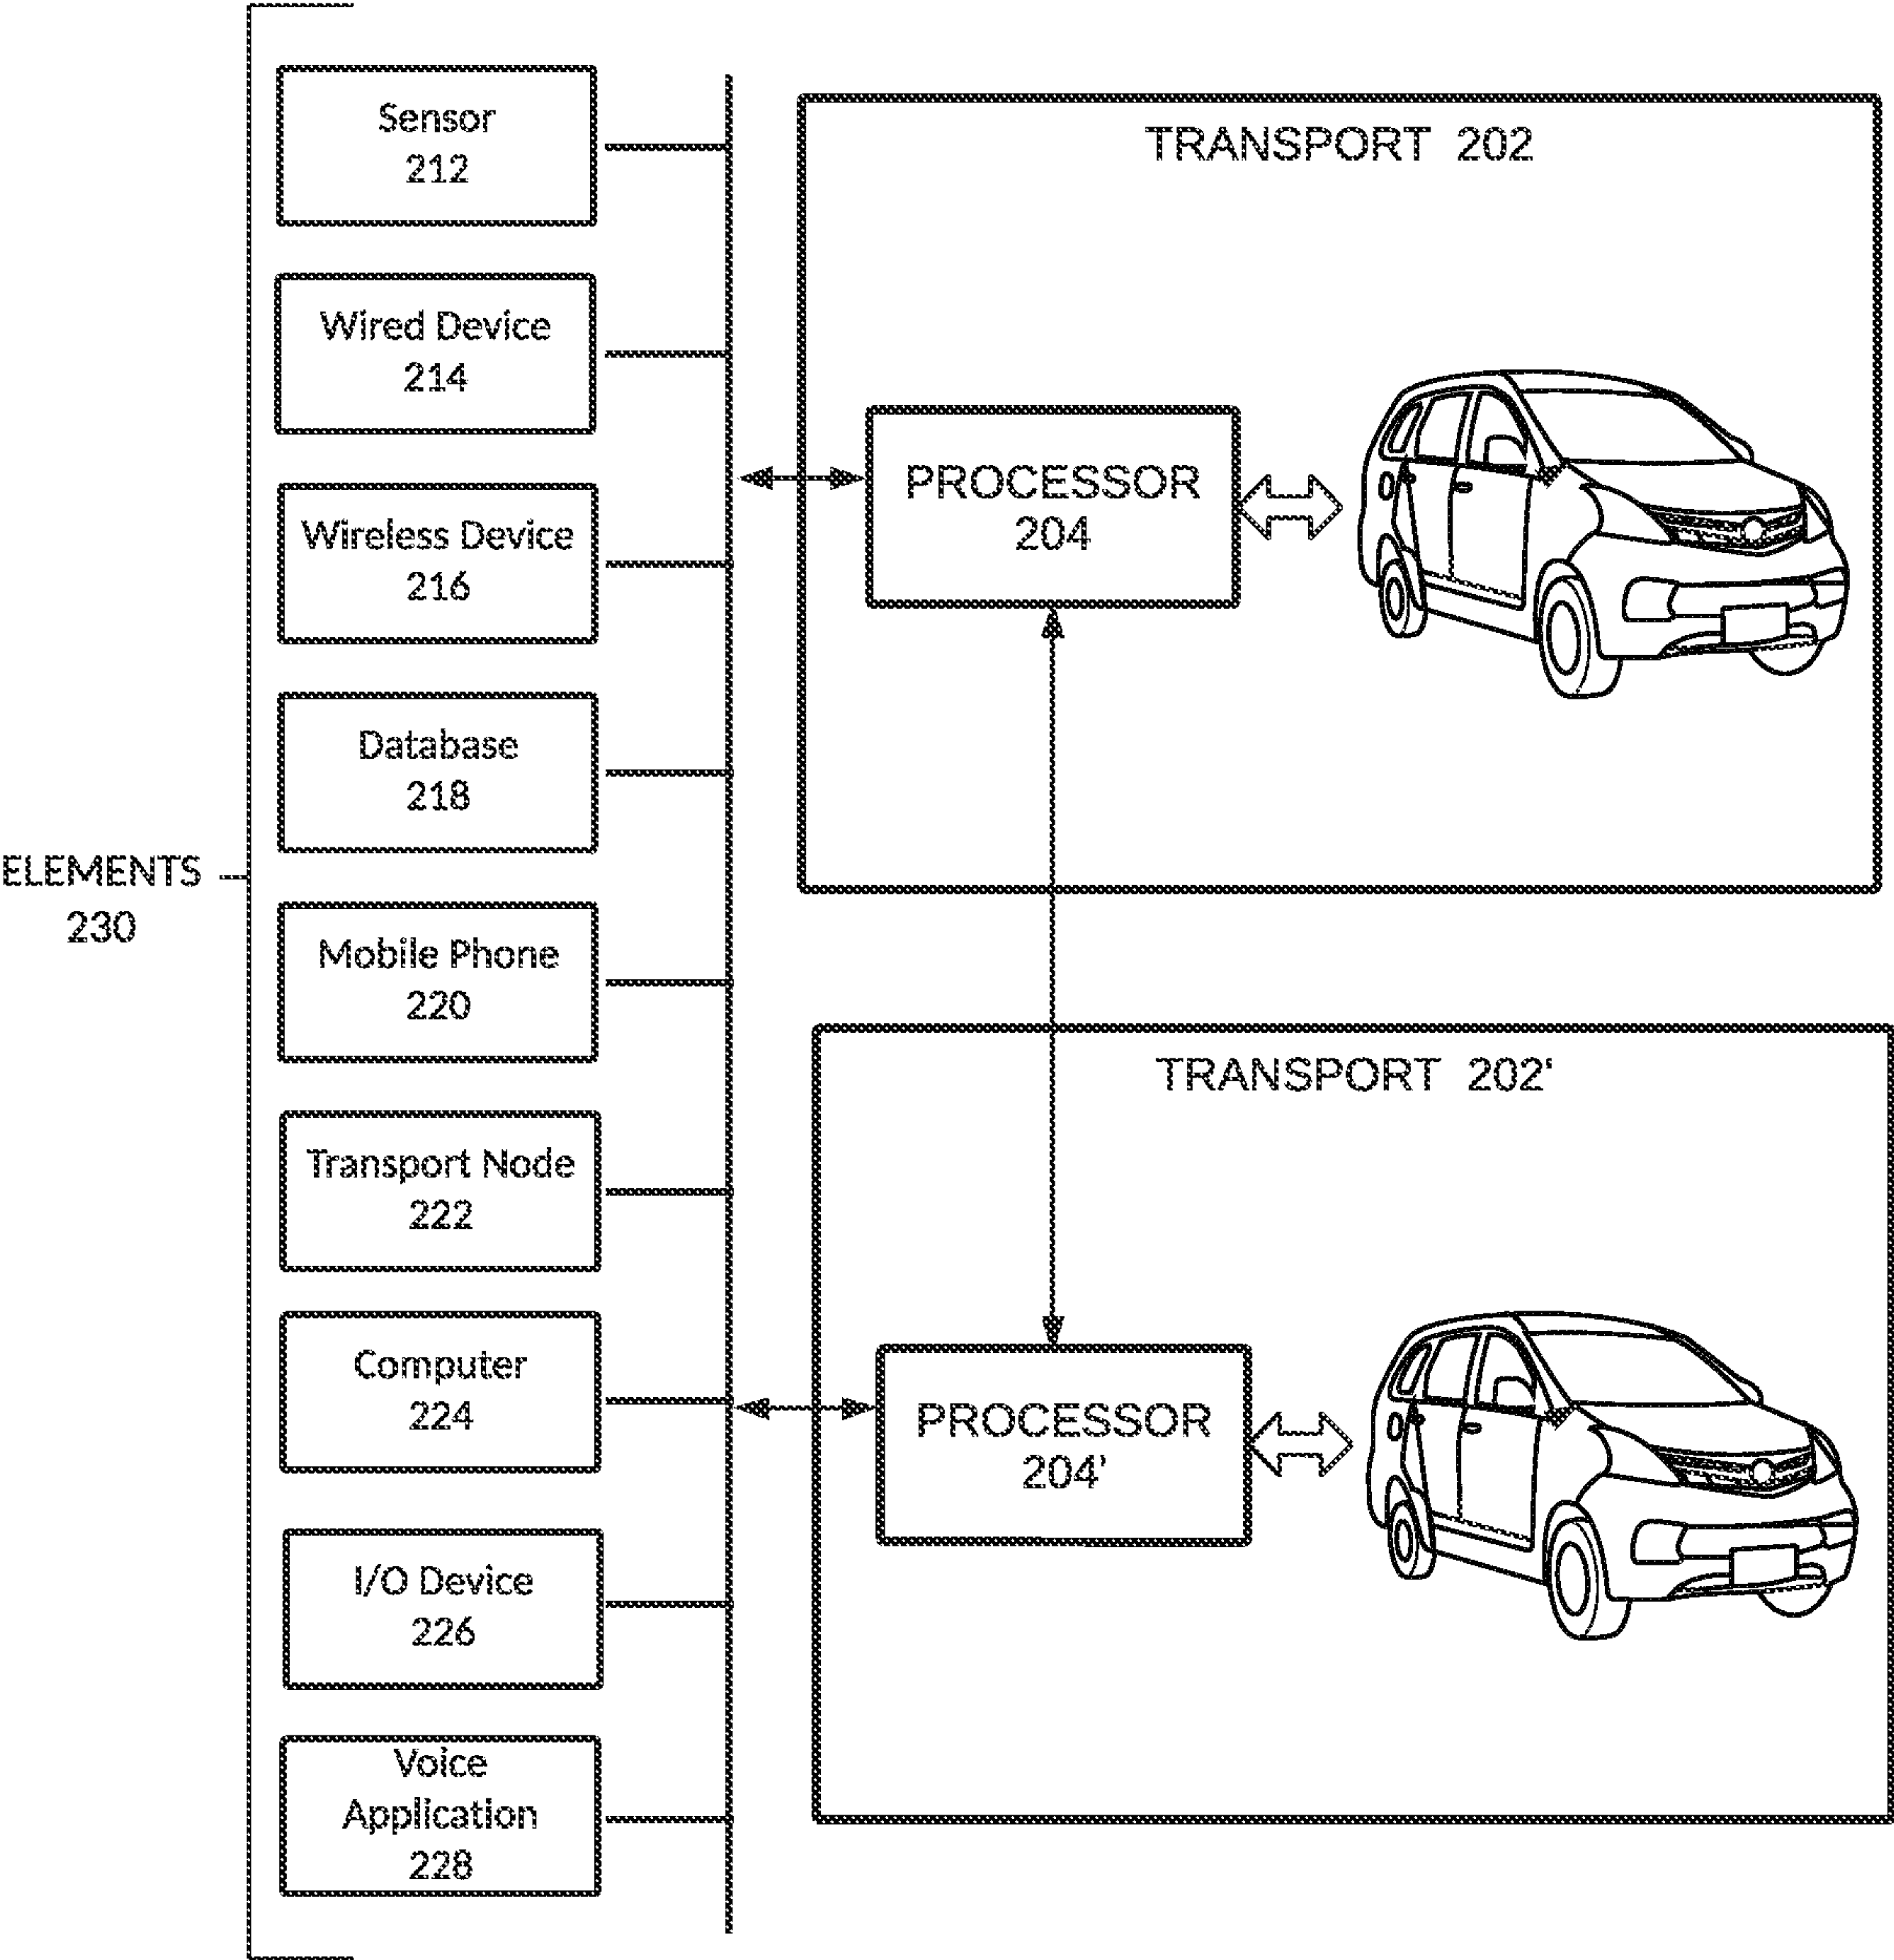 Sensor
212
Wired Device
214
Wireless Device
216
Database
218
ELEMENTS
230
Mobile Phone
220
Transport Node
222
Computer
224
I/O Device
226
Voice
Application
228
TRANSPORT 202
PROCESSOR
204
TRANSPORT 202'
PROCESSOR
204'